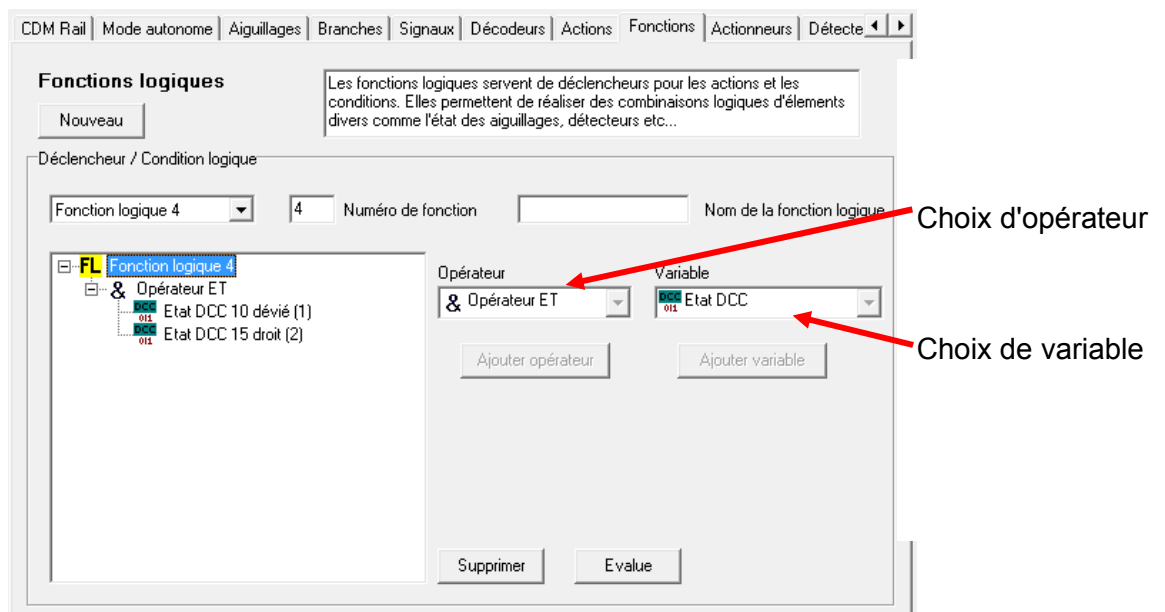 CDM Rail Mode autonome Aiguillages Branches Signaux Décodeurs Actions Fonctions Actionneurs Détecte
Fonctions logiques
Nouveau
Les fonctions logiques servent de déclencheurs pour les actions et les
conditions. Elles permettent de réaliser des combinaisons logiques d'élements
divers comme l'état des aiguillages, détecteurs etc...
Déclencheur / Condition logique
Fonction logique 4 4 Numéro de fonction Nom de la fonction logique
Choix d'opérateur
FL Fonction logique 4
& Opérateur ET
DCC 011 Etat DCC 10 dévié (1)
DCC 011 Etat DCC 15 droit (2)
Opérateur Variable
& Opérateur ET DCC 011 Etat DCC
Choix de variable
Ajouter opérateur Ajouter variable
Supprimer Evalue